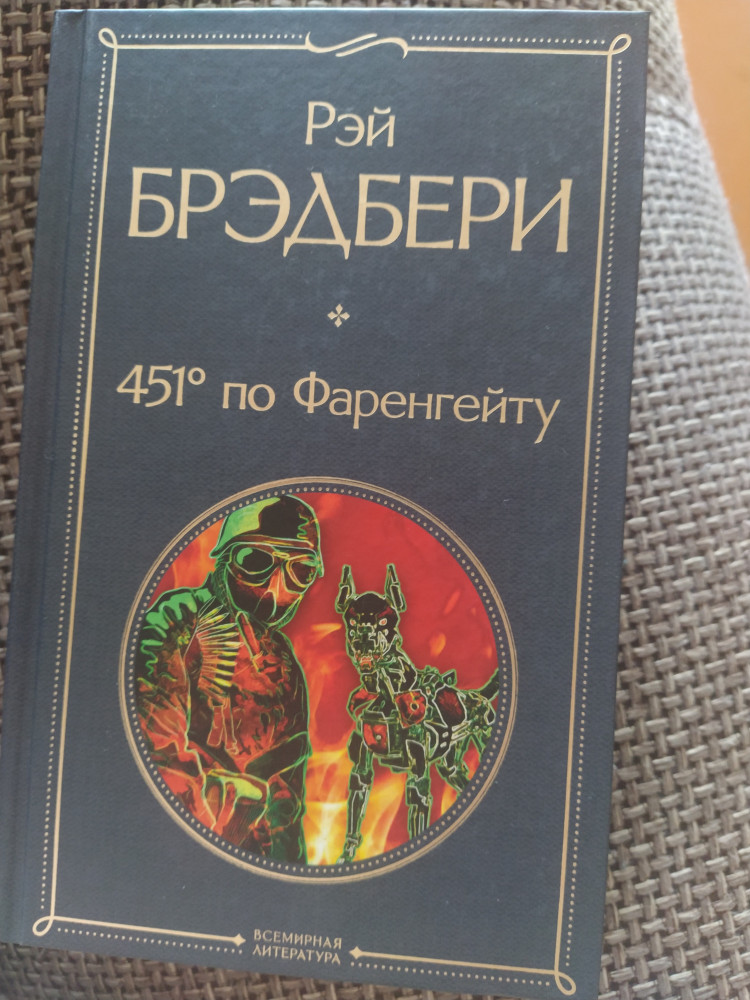 Рэй
БРЭДБЕРИ
451° по Фаренгейту
ВСЕМИРНАЯ
ЛИТЕРАТУРА